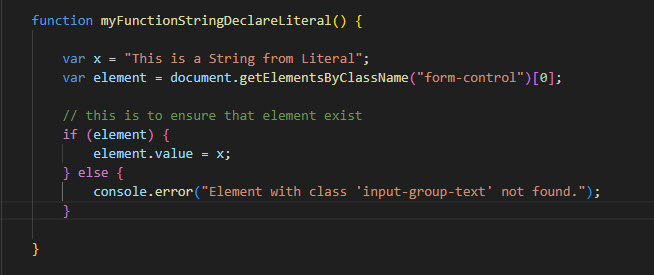 function myFunctionStringDeclareLiteral() {
var x = "This is a String from Literal";
var element = document.getElementsByClassName("form-control")[0];
// this is to ensure that element exist
if (element) {
element.value = x;
} else {
console.error("Element with class 'input-group-text' not found.");
}
}